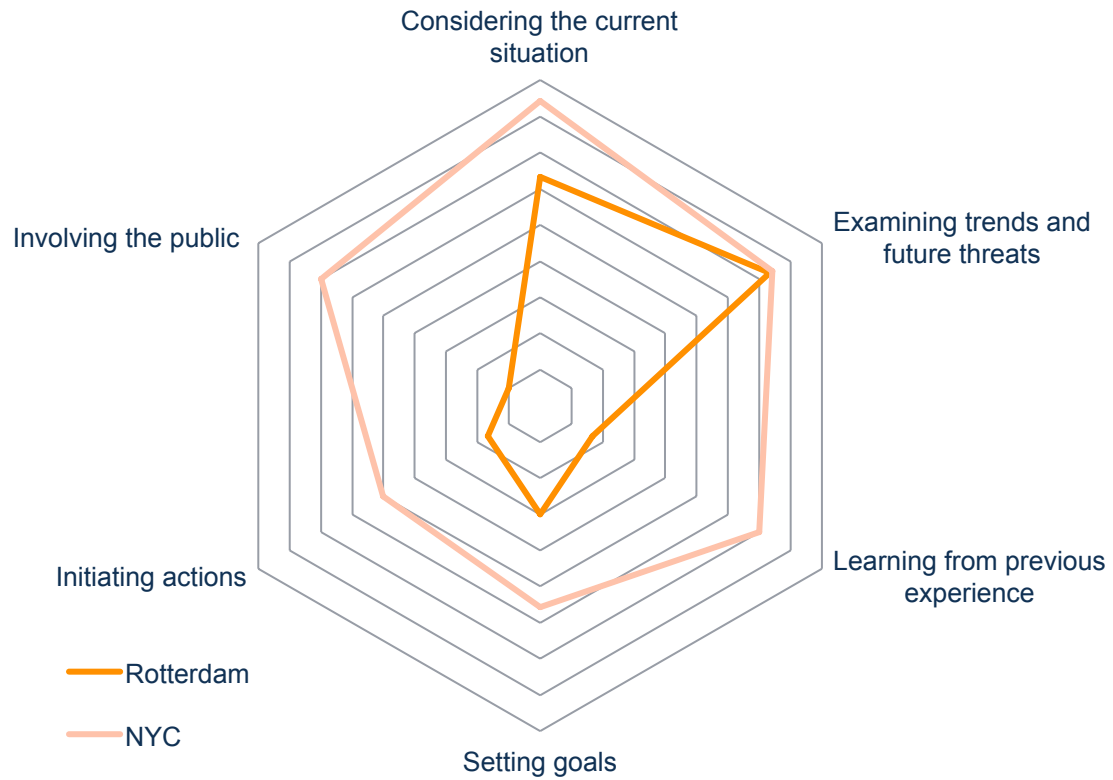 Considering the current
situation
Involving the public
Examining trends and
future threats
Initiating actions
Learning from previous
experience
Rotterdam
NYC
Setting goals